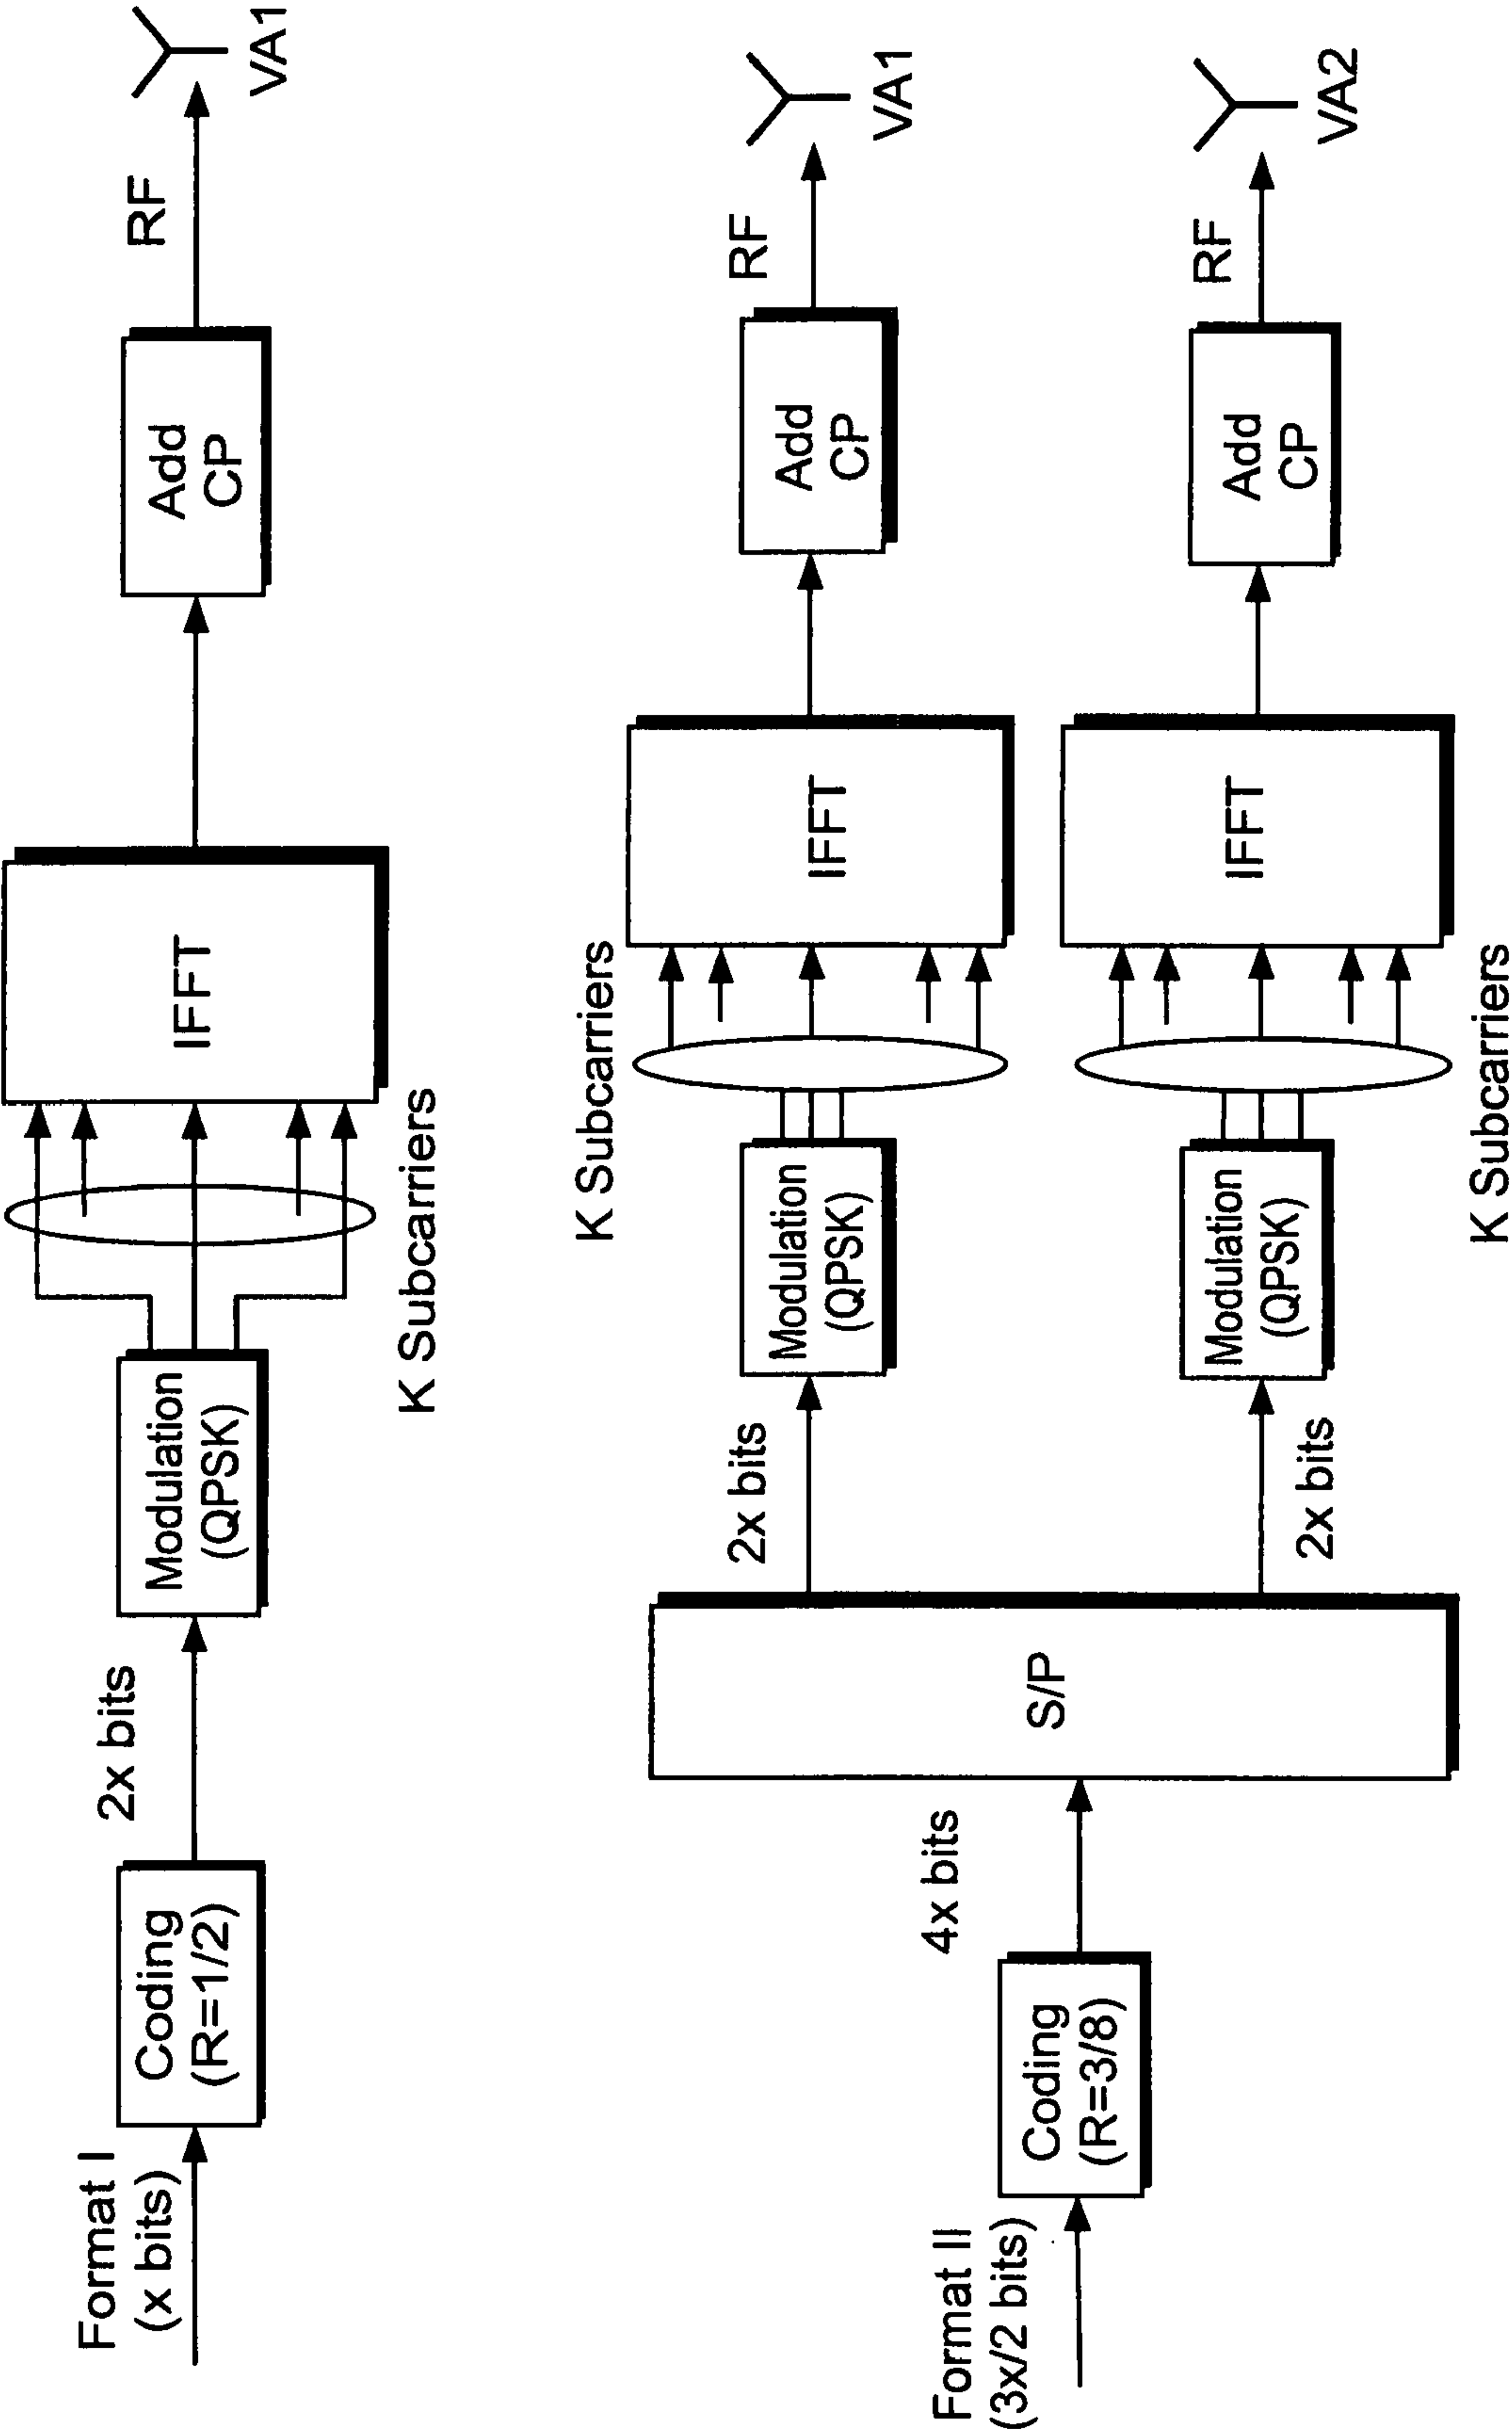 Format I
(x bits)
Coding
(R=1/2)
2x bits
Modulation
(QPSK)
K Subcarriers
IFFT
Add
CP
RF
VA1
Format II
(3x/2 bits)
Coding
(R=3/8)
4x bits
S/P
2x bits
Modulation
(QPSK)
K Subcarriers
IFFT
Add
CP
RF
VA1
2x bits
Modulation
(QPSK)
K Subcarriers
IFFT
Add
CP
RF
VA2